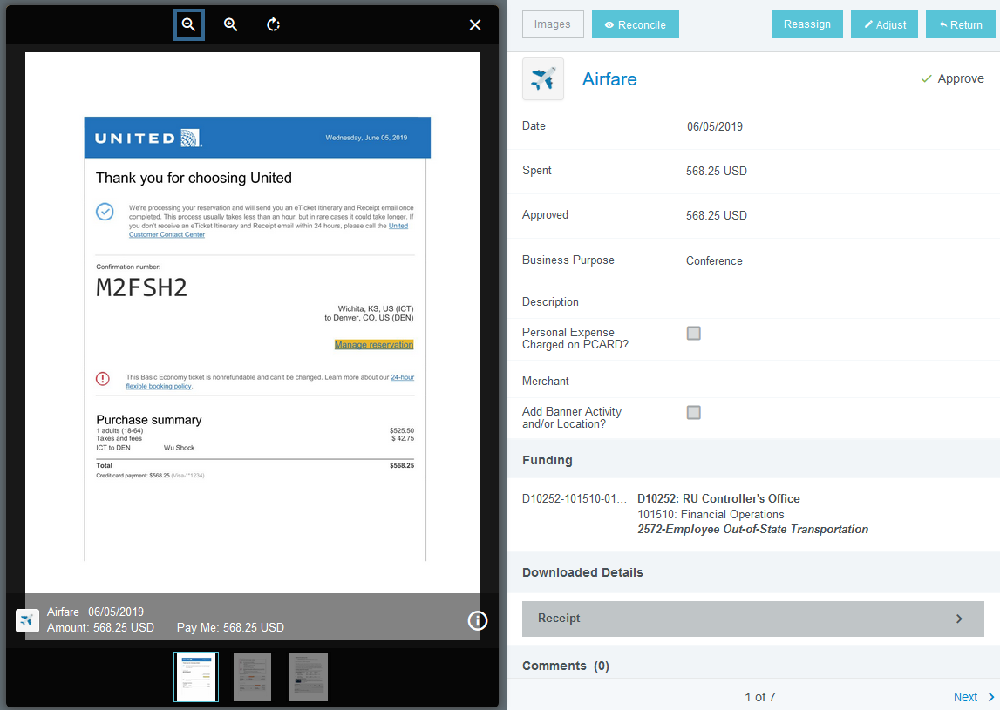 UNITED
Wednesday, June 05, 2019
Thank you for choosing United
We're processing your reservation and will send you an eTicket Itinerary and Receipt email once
completed. This process usually takes less than an hour, but in rare cases it could take longer. If
you don't receive an eTicket Itinerary and Receipt email within 24 hours, please call the United
Customer Contact Center
Confirmation number:
M2FSH2
Wichita, KS, US (ICT)
to Denver, CO, US (DEN)
Manage reservation
This Basic Economy ticket is nonrefundable and can't be changed. Learn more about our 24-hour
flexible booking policy.
Purchase summary
1 adults (18-64) $525.50
Taxes and fees $ 42.75
ICT to DEN Wu Shock
Total $568.25
Credit card payment: $568.25 (Visa-**1234)
Airfare 06/05/2019
Amount: 568.25 USD Pay Me: 568.25 USD
Images
Reconcile
Reassign
Adjust
Return
Airfare
Approve
Date 06/05/2019
Spent 568.25 USD
Approved 568.25 USD
Business Purpose Conference
Description
Personal Expense
Charged on PCARD?
Merchant
Add Banner Activity
and/or Location?
Funding
D10252-101510-01... D10252: RU Controller's Office
101510: Financial Operations
2572-Employee Out-of-State Transportation
Downloaded Details
Receipt
Comments (0)
1 of 7
Next